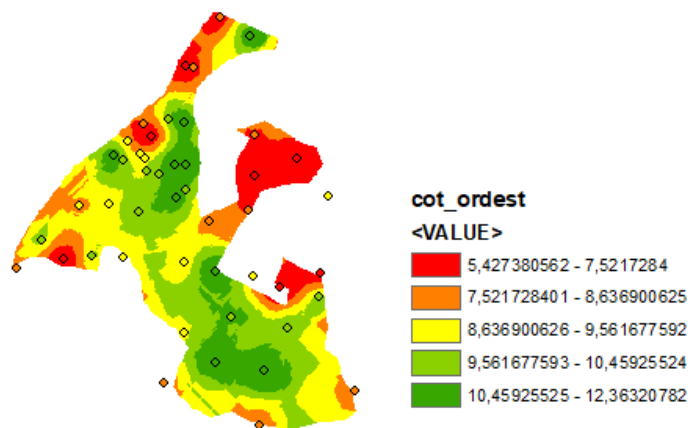 cot_ordest
<VALUE>
5,427380562 - 7,5217284
7,521728401 - 8,636900625
8,636900626 - 9,561677592
9,561677593 - 10,45925524
10,45925525 - 12,36320782